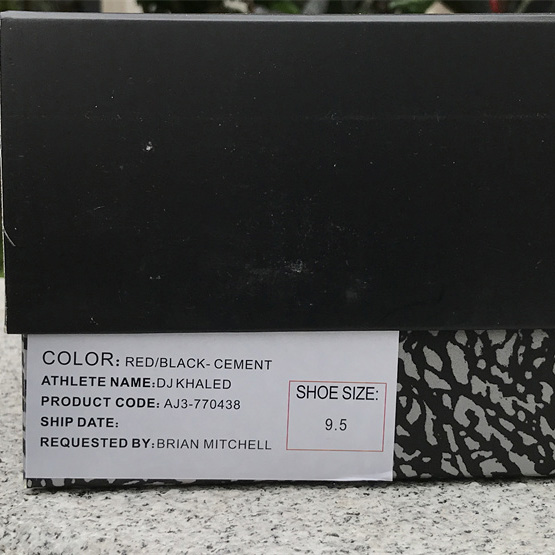 COLOR: RED/BLACK- CEMENT
ATHLETE NAME:DJ KHALED
PRODUCT CODE: AJ3-770438
SHIP DATE:
REQUESTED BY:BRIAN MITCHELL
SHOE SIZE:
9.5